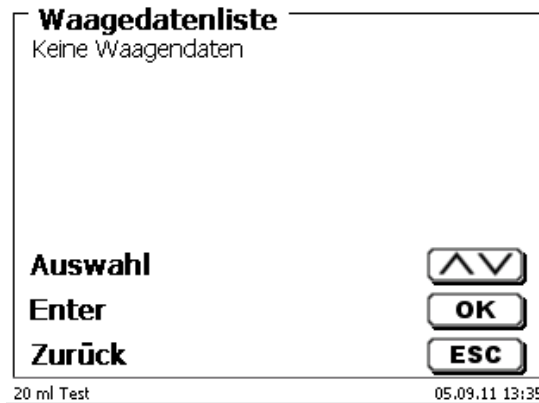 Waagedatenliste
Keine Waagendaten
Auswahl
Enter OK
Zurück ESC
20 ml Test 05.09.11 13:35